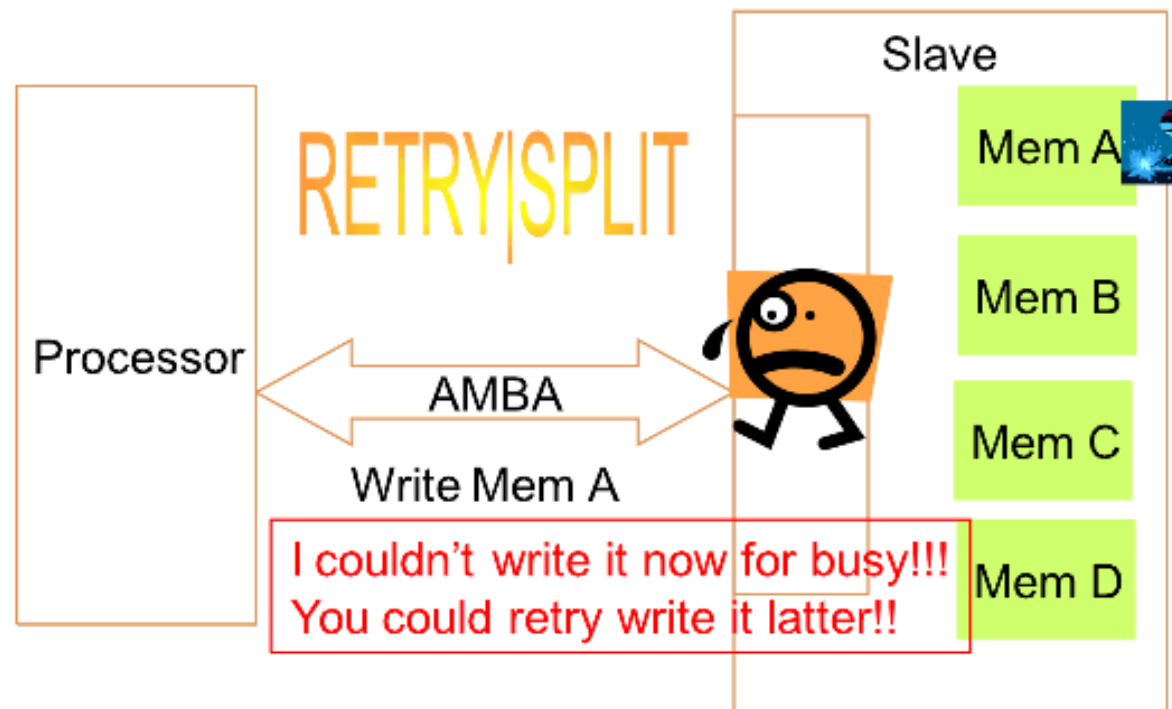 Slave
RETRY|SPLIT
Mem A
Mem B
Processor
AMBA
Mem C
Write Mem A
I couldn't write it now for busy!!!
You could retry write it latter!!
Mem D